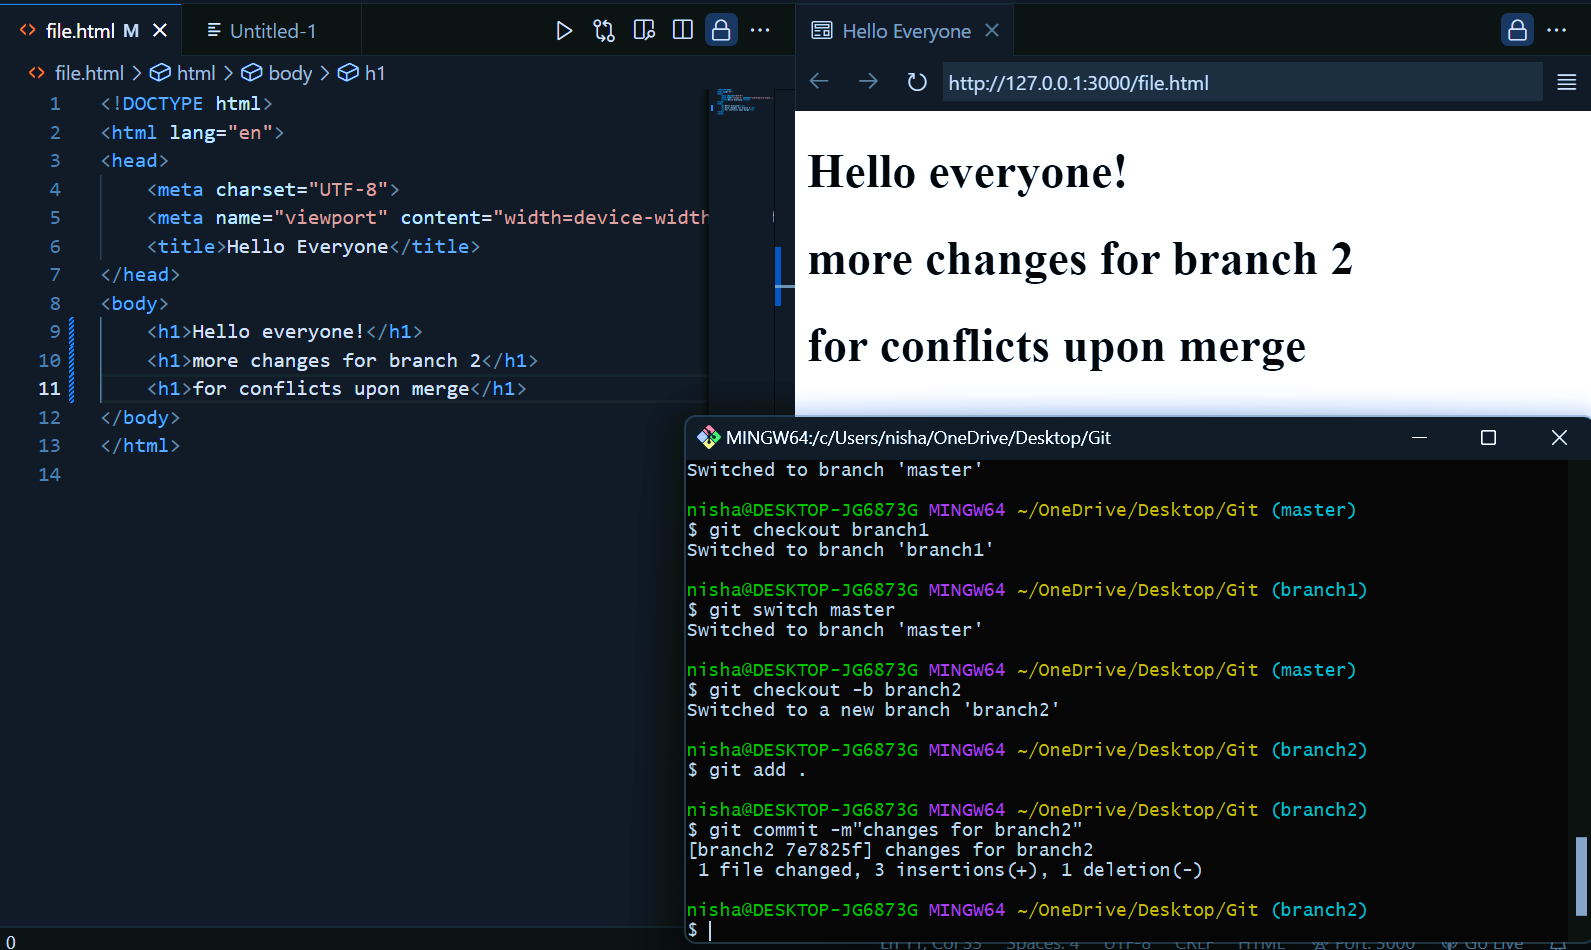 file.html M
Untitled-1
file.html > html > body > h1
1 <!DOCTYPE html>
2 <html lang="en">
3 <head>
4 <meta charset="UTF-8">
5 <meta name="viewport" content="width=device-width
6 <title>Hello Everyone</title>
7 </head>
8 <body>
9 <h1>Hello everyone!</h1>
10 <h1>more changes for branch 2</h1>
11 <h1>for conflicts upon merge</h1>
12 </body>
13 </html>
14
0
Hello Everyone
http://127.0.0.1:3000/file.html
Hello everyone!
more changes for branch 2
for conflicts upon merge
MINGW64:/c/Users/nisha/OneDrive/Desktop/Git
Switched to branch 'master'
nisha@DESKTOP-JG6873G MINGW64 ~/OneDrive/Desktop/Git (master)
$ git checkout branch1
Switched to branch 'branch1'
nisha@DESKTOP-JG6873G MINGW64 ~/OneDrive/Desktop/Git (branch1)
$ git switch master
Switched to branch 'master'
nisha@DESKTOP-JG6873G MINGW64 ~/OneDrive/Desktop/Git (master)
$ git checkout -b branch2
Switched to a new branch 'branch2'
nisha@DESKTOP-JG6873G MINGW64 ~/OneDrive/Desktop/Git (branch2)
$ git add .
nisha@DESKTOP-JG6873G MINGW64 ~/OneDrive/Desktop/Git (branch2)
$ git commit -m"changes for branch2"
[branch2 7e7825f] changes for branch2
1 file changed, 3 insertions(+), 1 deletion(-)
nisha@DESKTOP-JG6873G MINGW64 ~/OneDrive/Desktop/Git (branch2)
$
Spaces: 4 UTF-8 CRLF HTML Port: 3000 Go Live